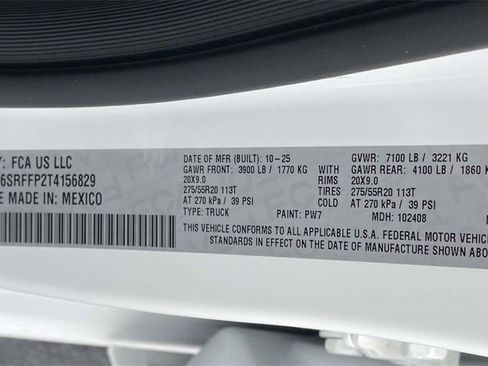 Y: FCA US LLC
6SRFFP2T4156829
E MADE IN: MEXICO
DATE OF MFR (BUILT): 10-25 GVWR: 7100 LB / 3221 KG
GAWR FRONT: 3900 LB / 1770 KG WITH GAWR REAR: 4100 LB / 1860 KG
20X9.0 RIMS 20X9.0
275/55R20 113T TIRES 275/55R20 113T
AT 270 kPa / 39 PSI COLD AT 270 kPa / 39 PSI
TYPE: TRUCK PAINT: PW7 MDH: 102408
THIS VEHICLE CONFORMS TO ALL APPLICABLE U.S.A. FEDERAL MOTOR VEHIC
STANDARDS IN EFFECT ON THE DATE OF MANUFACTURE SHOWN ABO